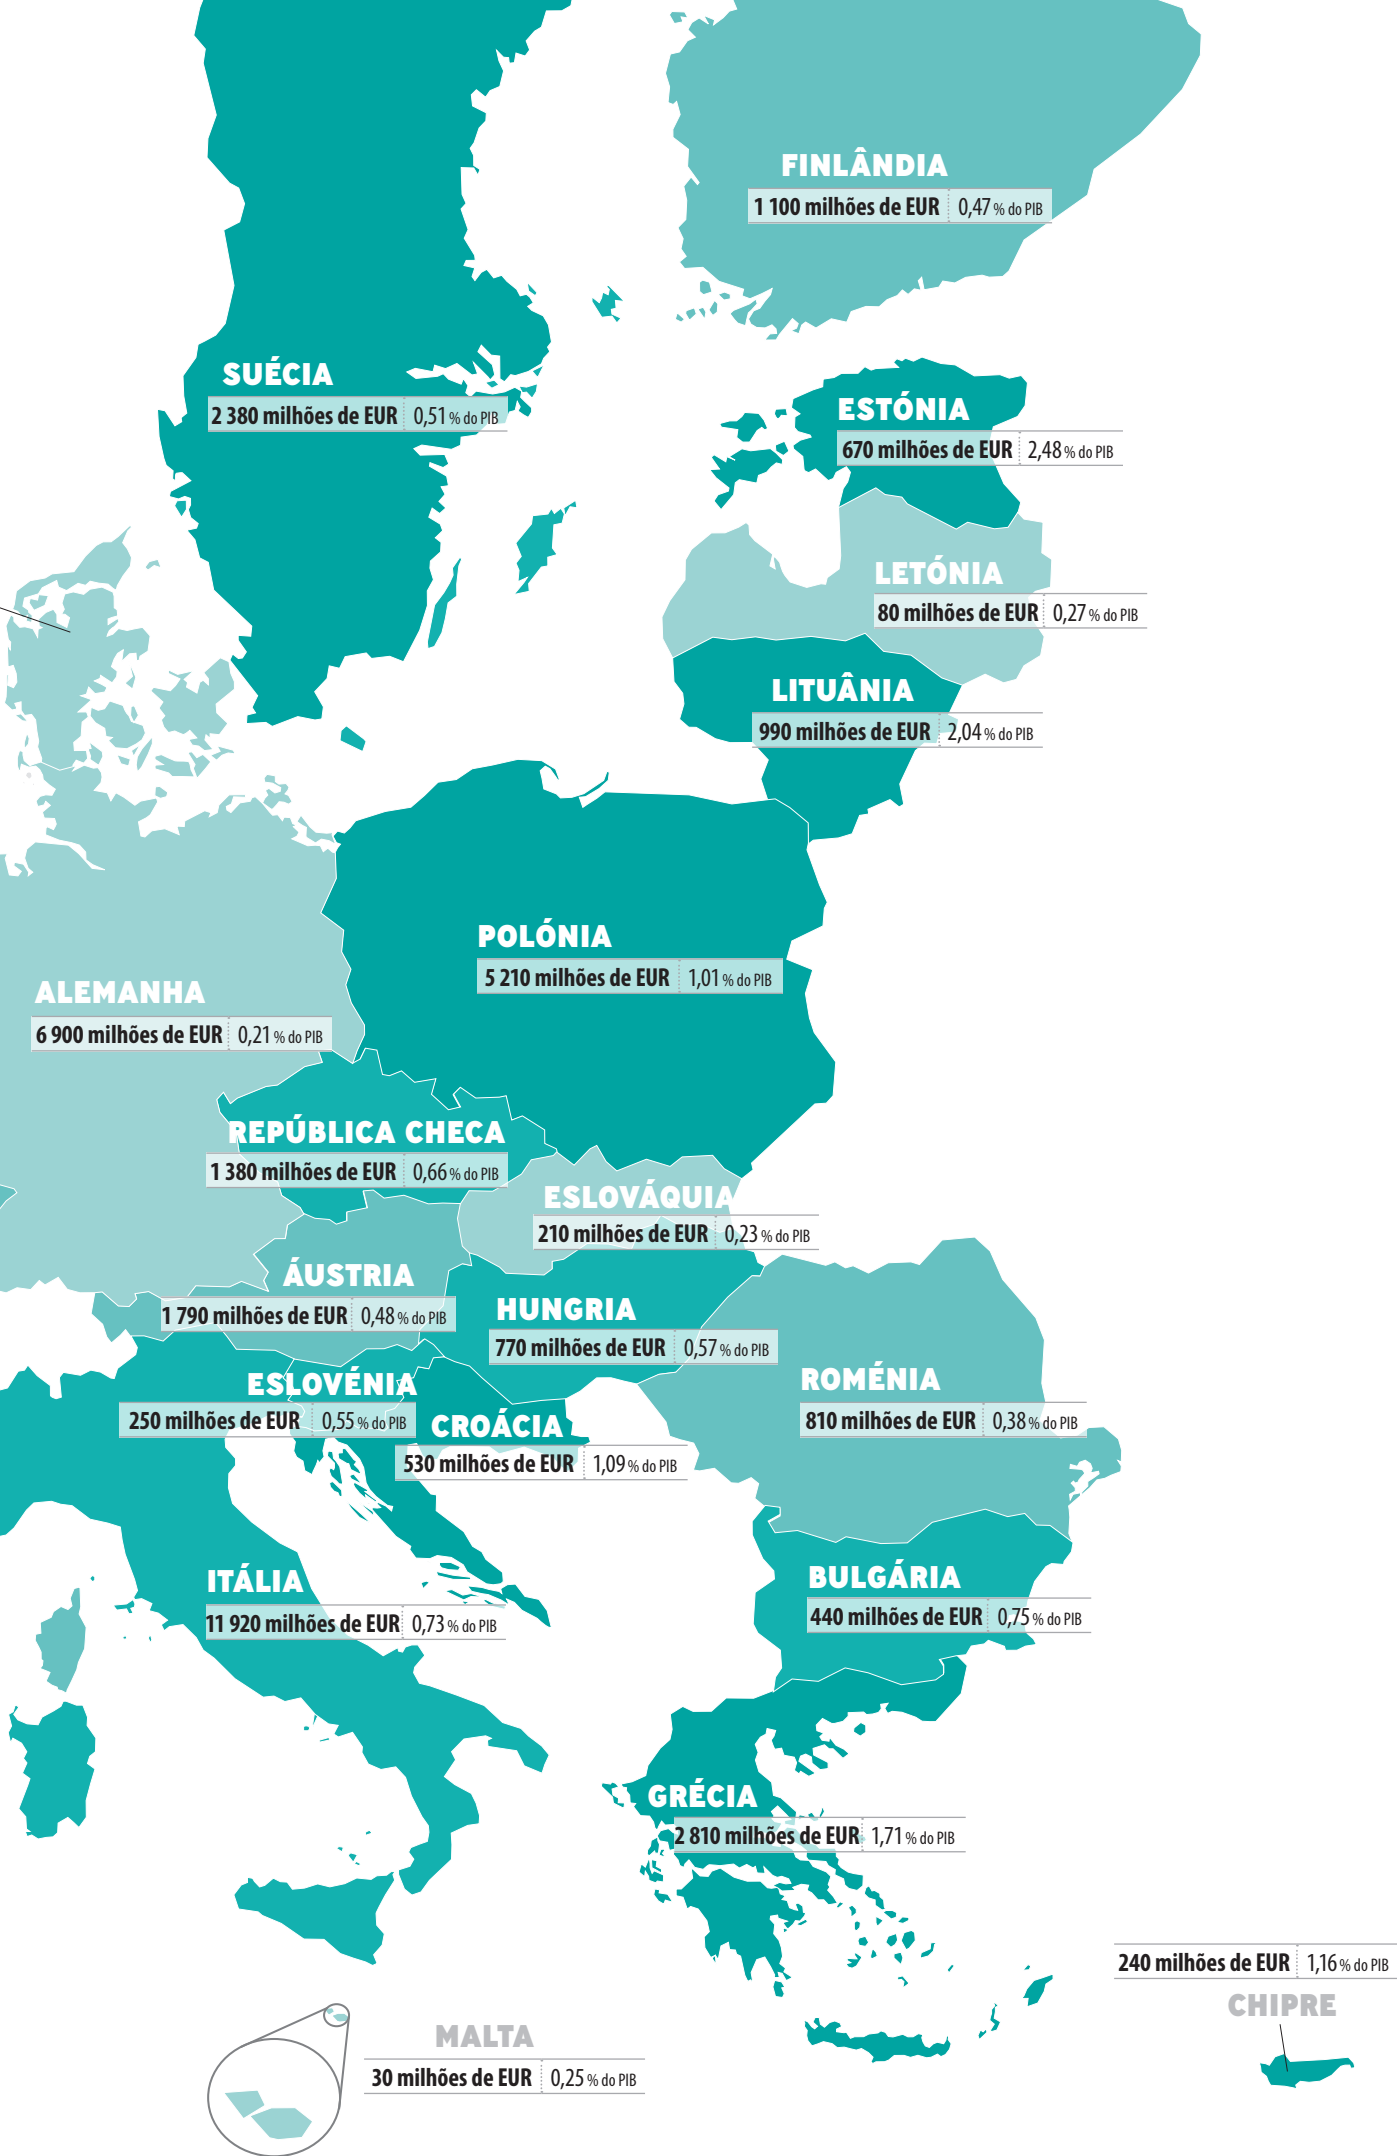 FINLÂNDIA
1 100 milhões de EUR 0,47 % do PIB
SUÉCIA
2 380 milhões de EUR 0,51 % do PIB
ESTÓNIA
670 milhões de EUR 2,48 % do PIB
LETÓNIA
80 milhões de EUR 0,27 % do PIB
LITUÂNIA
990 milhões de EUR 2,04 % do PIB
POLÓNIA
5 210 milhões de EUR 1,01 % do PIB
ALEMANHA
6 900 milhões de EUR 0,21 % do PIB
REPÚBLICA CHECA
1 380 milhões de EUR 0,66 % do PIB
ESLOVÁQUIA
210 milhões de EUR 0,23 % do PIB
ÁUSTRIA
1 790 milhões de EUR 0,48 % do PIB
HUNGRIA
770 milhões de EUR 0,57 % do PIB
ROMÉNIA
810 milhões de EUR 0,38 % do PIB
ESLOVÉNIA
250 milhões de EUR 0,55 % do PIB
CROÁCIA
530 milhões de EUR 1,09 % do PIB
ITÁLIA
11 920 milhões de EUR 0,73 % do PIB
BULGÁRIA
440 milhões de EUR 0,75 % do PIB
GRÉCIA
2 810 milhões de EUR 1,71 % do PIB
240 milhões de EUR 1,16 % do PIB
CHIPRE
MALTA
30 milhões de EUR 0,25 % do PIB